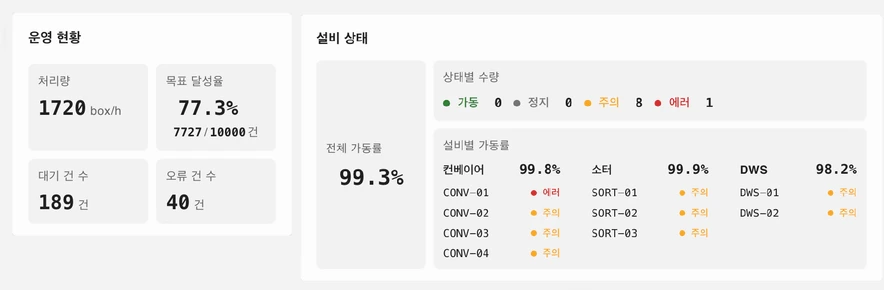 운영 현황
처리량
1720 box/h
목표 달성율
77.3%
7727/10000건
대기 건 수
189 건
오류 건 수
40 건
설비 상태
전체 가동률
99.3%
상태별 수량
가동 0 정지 0 주의 8 에러 1
설비별 가동률
컨베이어 99.8%
CONV-01 에러
CONV-02 주의
CONV-03 주의
CONV-04 주의
소터 99.9%
SORT-01 주의
SORT-02 주의
SORT-03 주의
DWS 98.2%
DWS-01 주의
DWS-02 주의